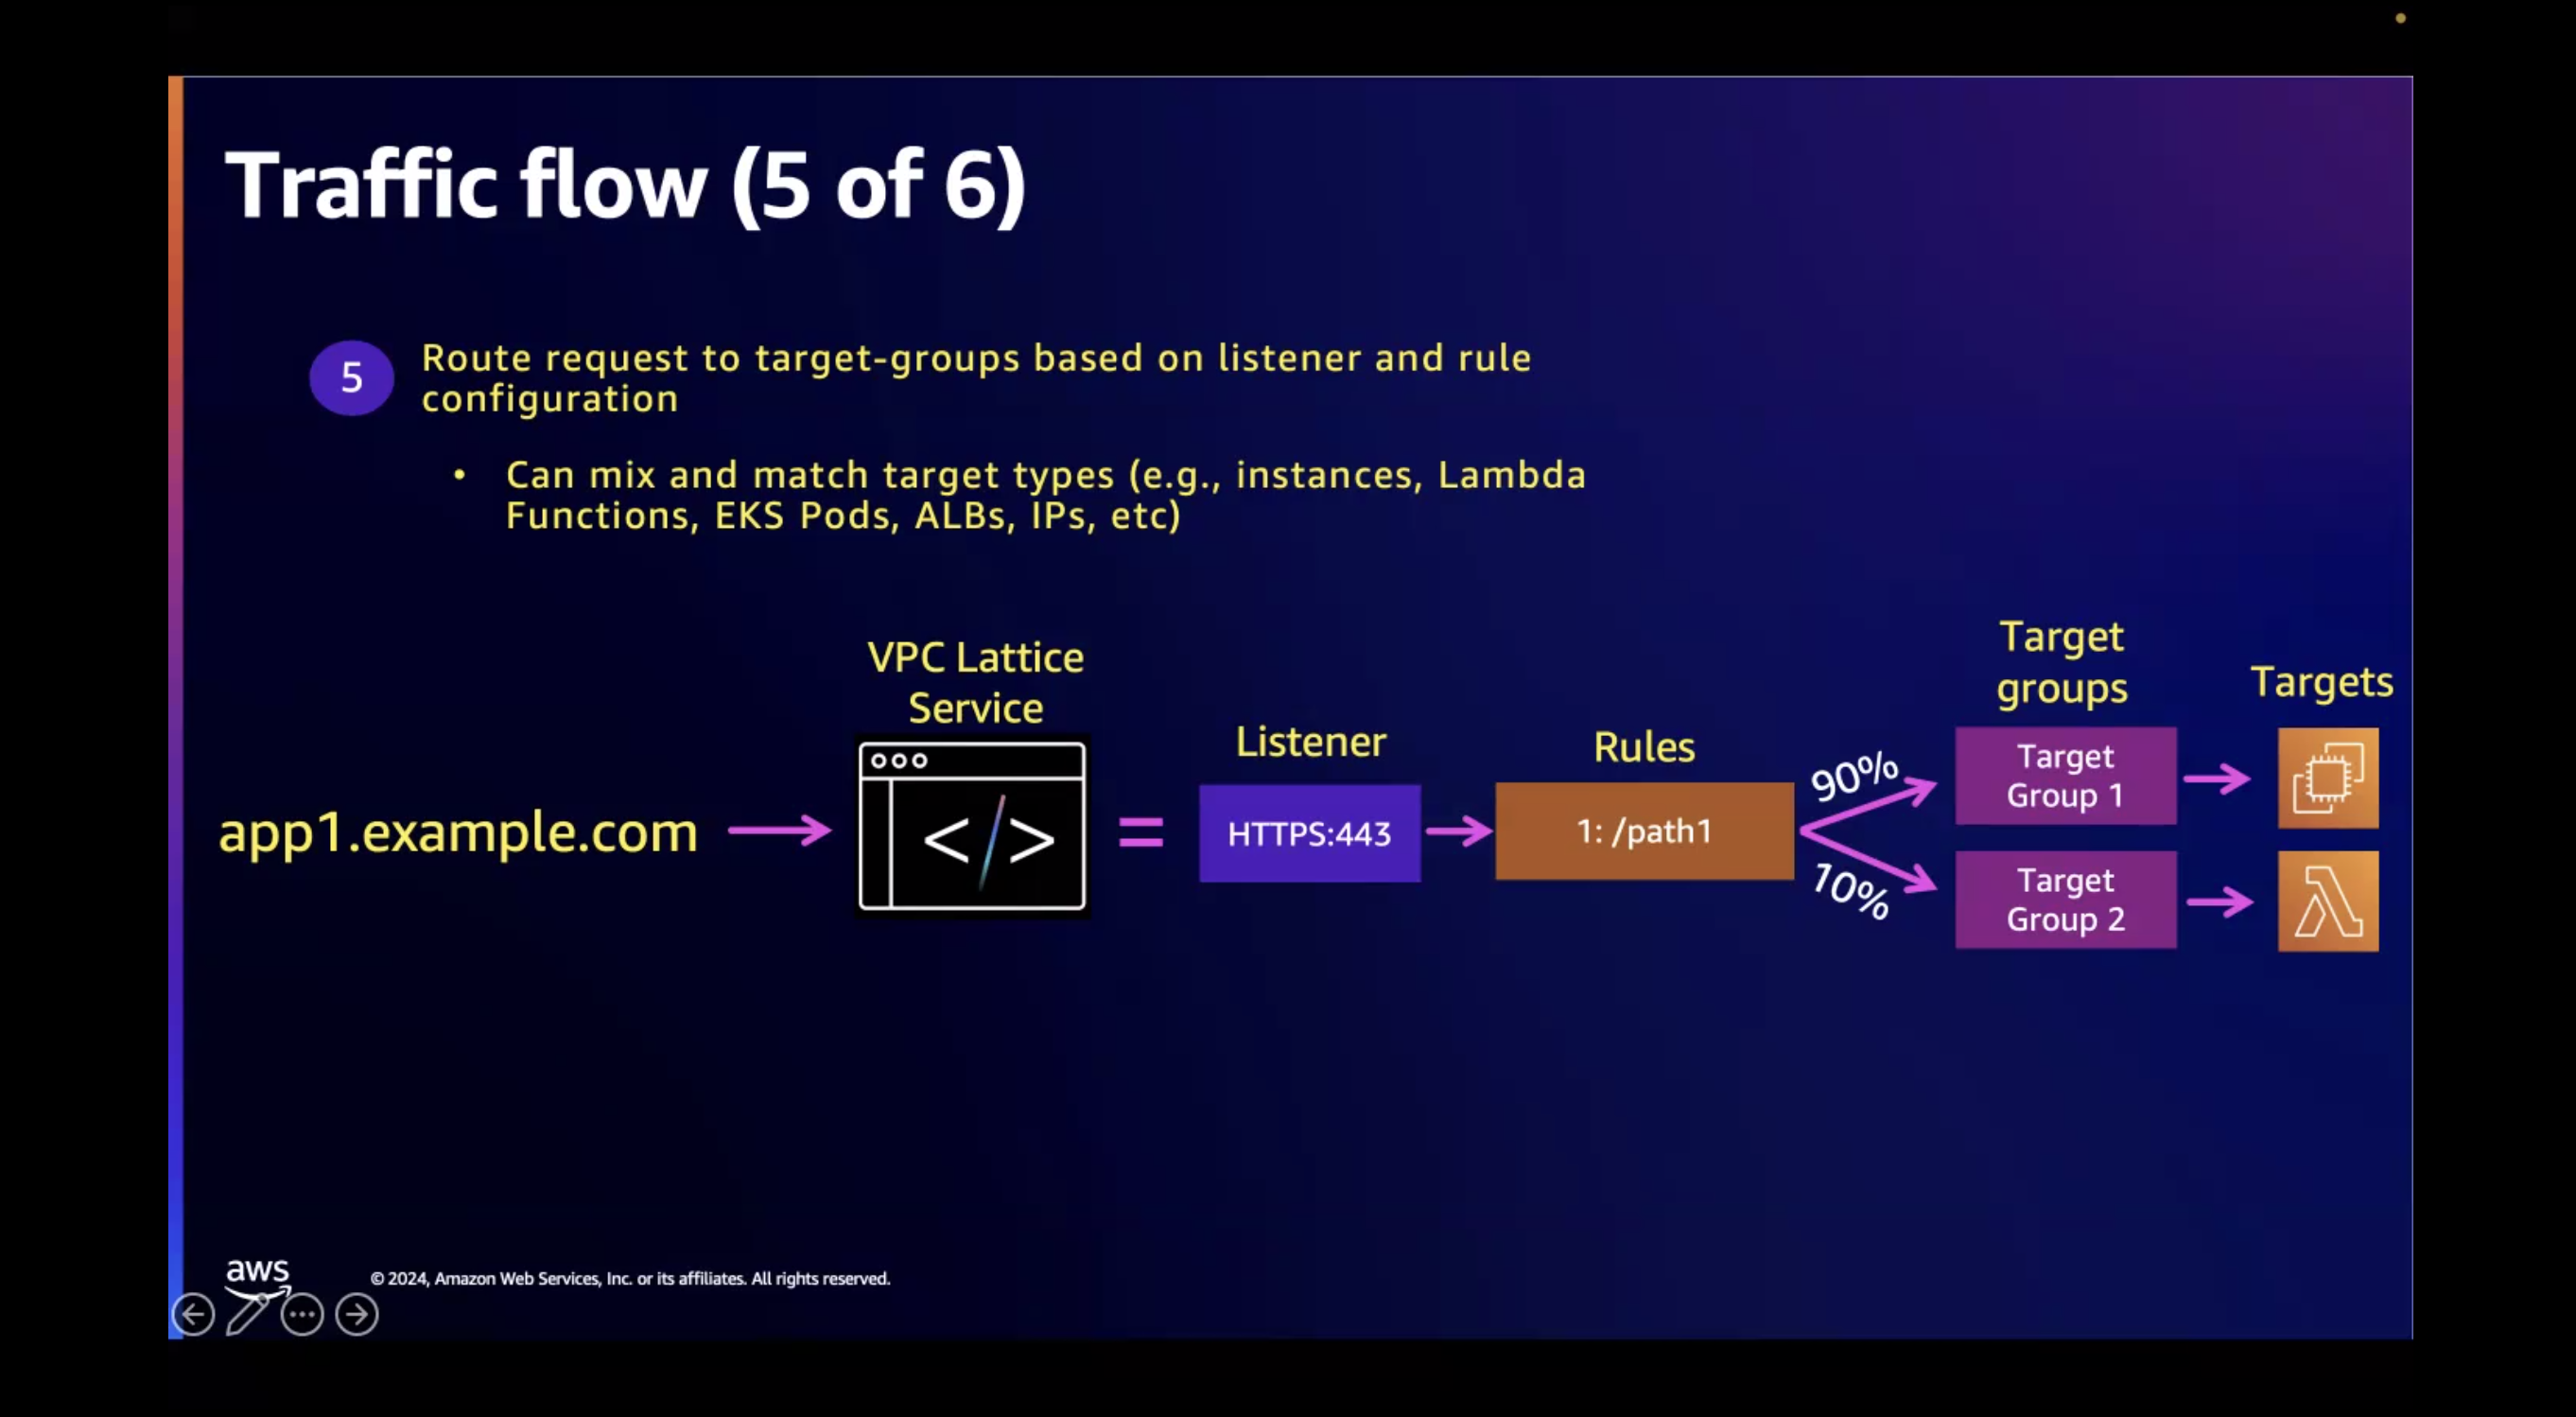 Traffic flow (5 of 6)
5
Route request to target-groups based on listener and rule
configuration
• Can mix and match target types (e.g., instances, Lambda
Functions, EKS Pods, ALBs, IPs, etc)
app1.example.com
VPC Lattice
Service
</>
=
Listener
HTTPS:443
Rules
1: /path1
90%
10%
Target
groups
Target
Group 1
Target
Group 2
Targets
aws
© 2024, Amazon Web Services, Inc. or its affiliates. All rights reserved.